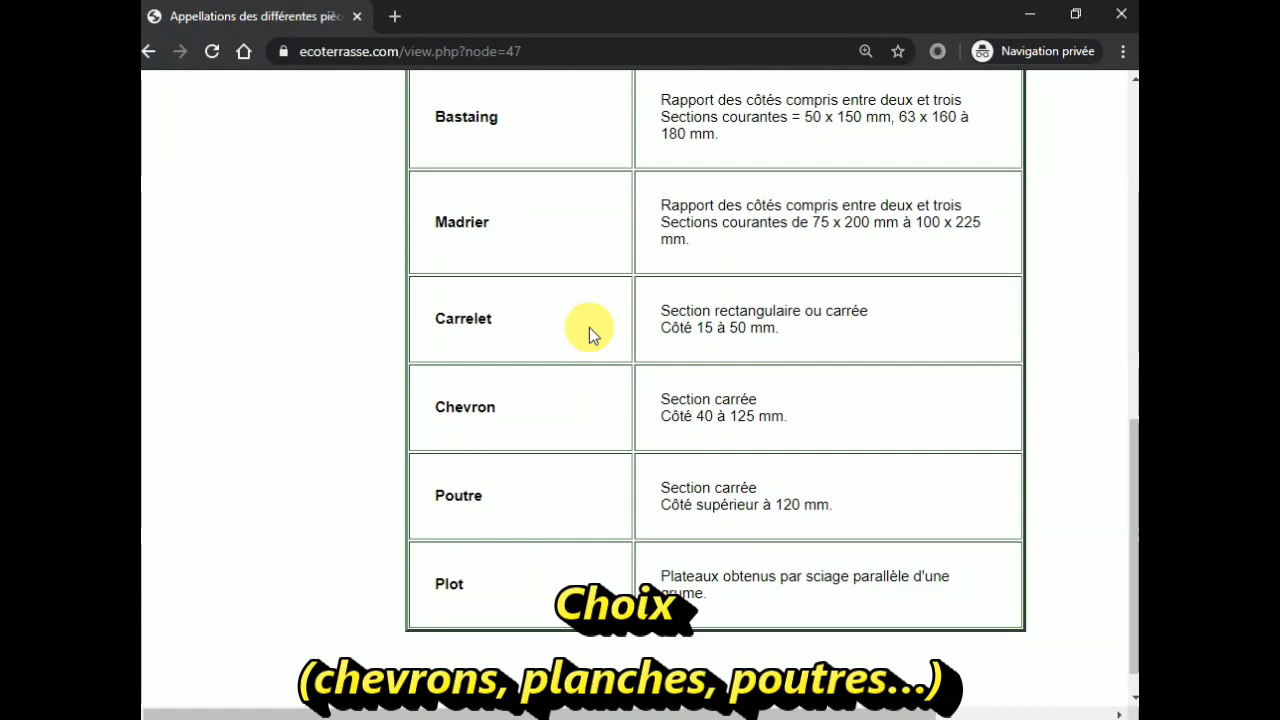 Appellations des différentes pièc
ecoterrasse.com/view.php?node=47
Navigation privée
Bastaing
Rapport des côtés compris entre deux et trois
Sections courantes = 50 x 150 mm, 63 x 160 à
180 mm.
Madrier
Rapport des côtés compris entre deux et trois
Sections courantes de 75 x 200 mm à 100 x 225
mm.
Carrelet
Section rectangulaire ou carrée
Côté 15 à 50 mm.
Chevron
Section carrée
Côté 40 à 125 mm.
Poutre
Section carrée
Côté supérieur à 120 mm.
Plot
Plateaux obtenus par sciage parallèle d'une
grume.
Choix
(chevrons, planches, poutres...)